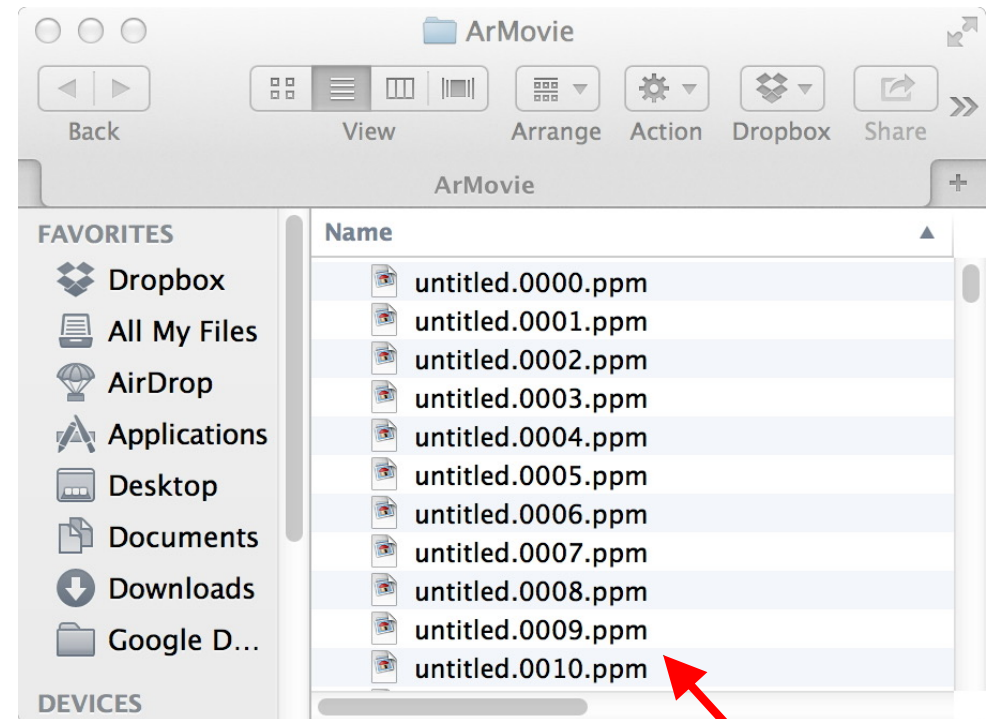 ArMovie
Back View Arrange Action Dropbox Share
ArMovie
FAVORITES
Dropbox
All My Files
AirDrop
Applications
Desktop
Documents
Downloads
Google D...
DEVICES
Name
untitled.0000.ppm
untitled.0001.ppm
untitled.0002.ppm
untitled.0003.ppm
untitled.0004.ppm
untitled.0005.ppm
untitled.0006.ppm
untitled.0007.ppm
untitled.0008.ppm
untitled.0009.ppm
untitled.0010.ppm